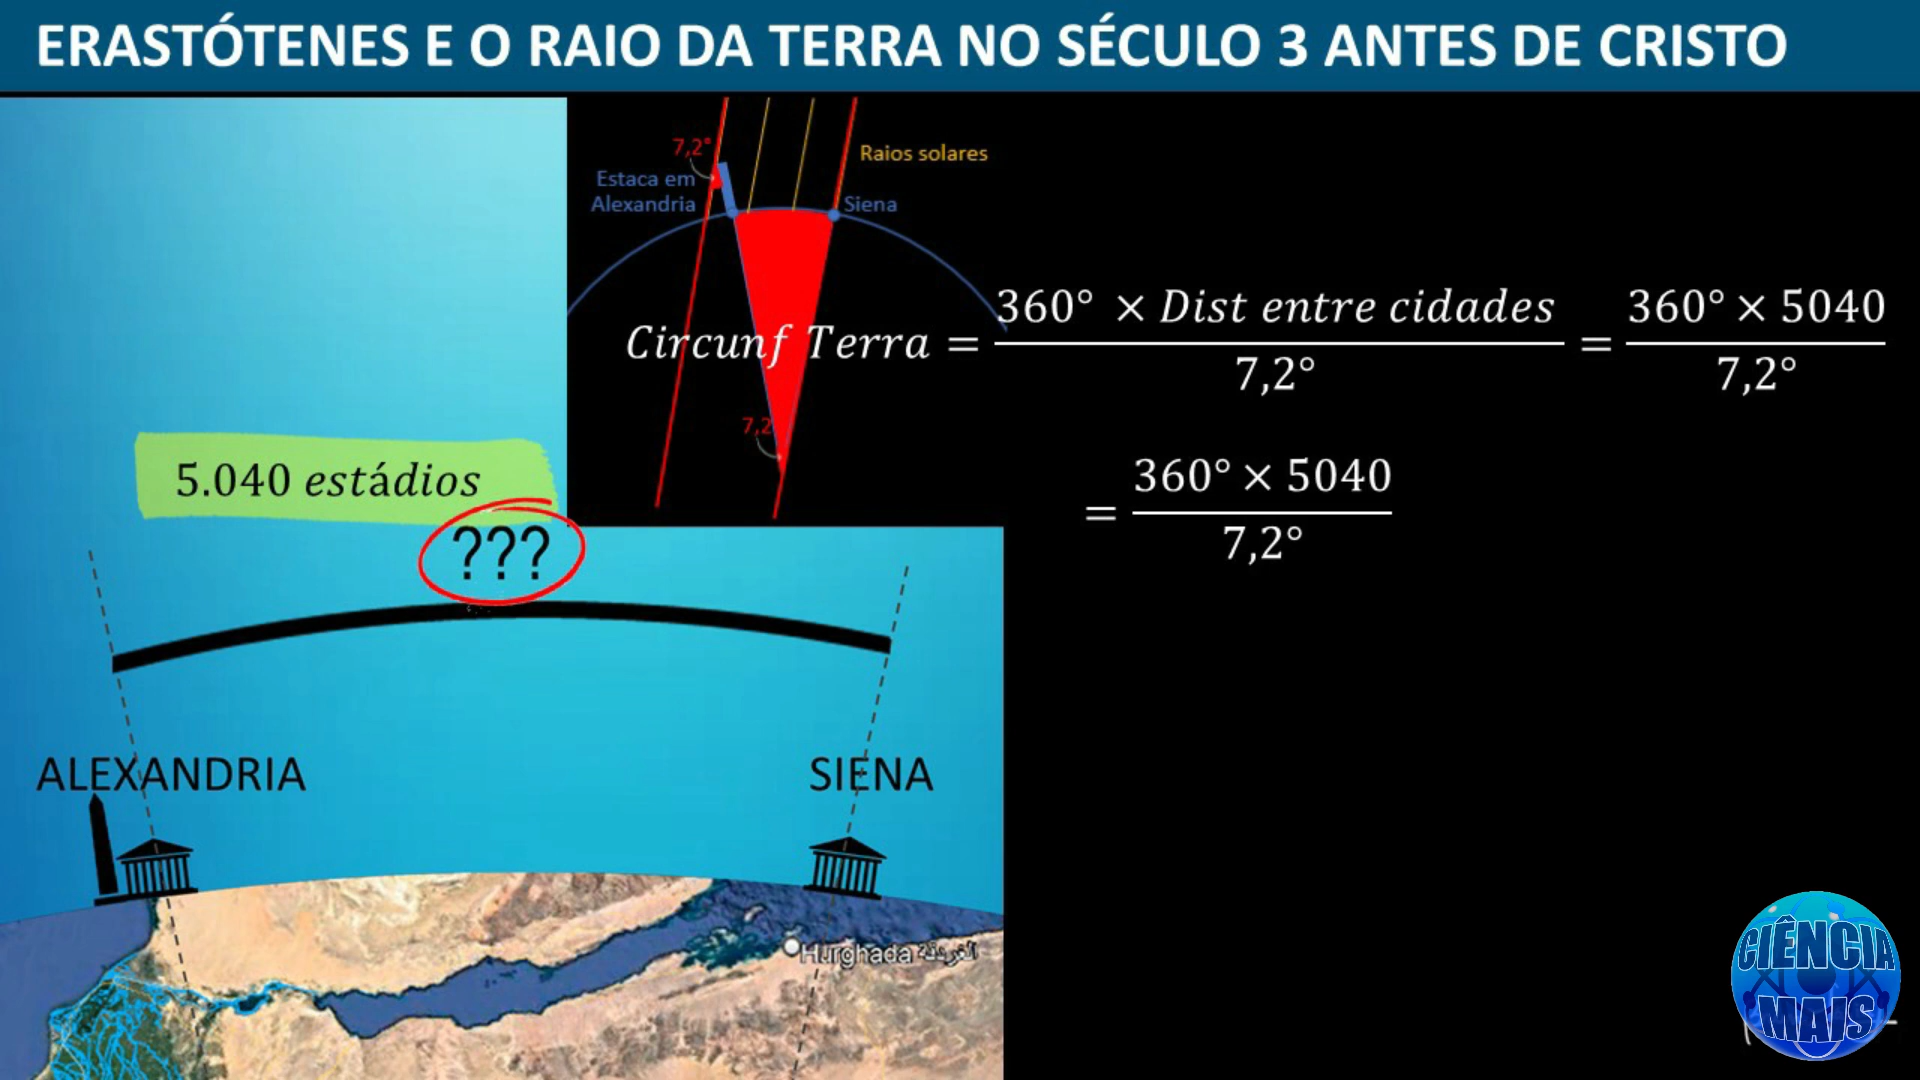 ERASTÓTENES E O RAIO DA TERRA NO SÉCULO 3 ANTES DE CRISTO
7,2°
Raios solares
Estaca em
Alexandria
Siena
Circunf Terra = 360° × Dist entre cidades / 7,2° = 360° × 5040 / 7,2°
7,2
5.040 estádios
= 360° × 5040 / 7,2°
???
ALEXANDRIA
SIENA
Hurghada الغردقة
CIÊNCIA
MAIS